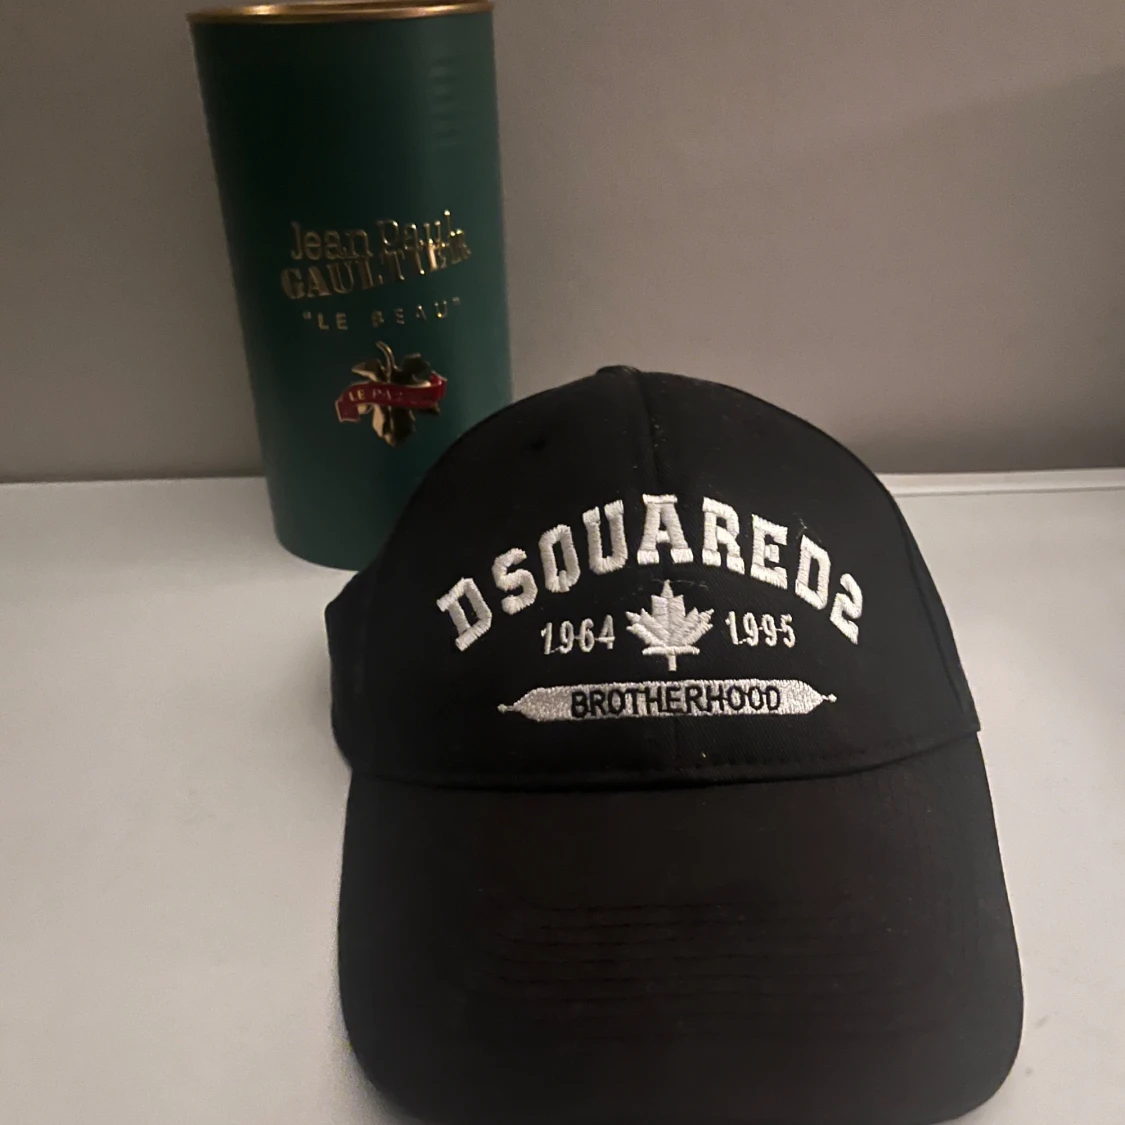 Jean Paul
GAULTIER
"LE BEAU"
DSQUARED2
1964 1995
BROTHERHOOD